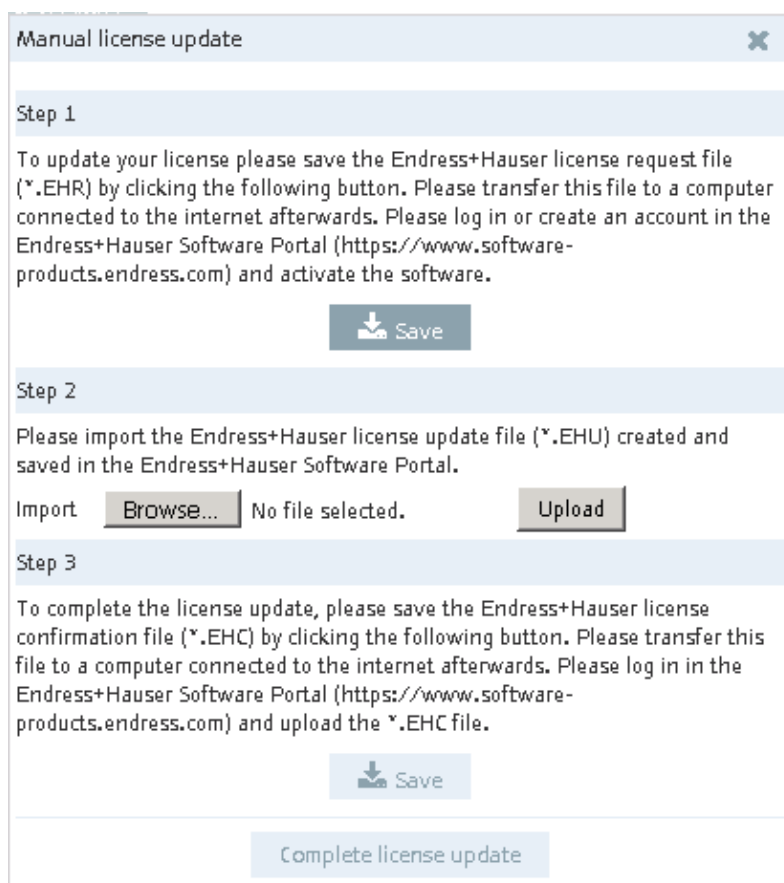 Manual license update
Step 1
To update your license please save the Endress+Hauser license request file
(*.EHR) by clicking the following button. Please transfer this file to a computer
connected to the internet afterwards. Please log in or create an account in the
Endress+Hauser Software Portal (https://www.software-
products.endress.com) and activate the software.
Save
Step 2
Please import the Endress+Hauser license update file (*.EHU) created and
saved in the Endress+Hauser Software Portal.
Import Browse... No file selected. Upload
Step 3
To complete the license update, please save the Endress+Hauser license
confirmation file (*.EHC) by clicking the following button. Please transfer this
file to a computer connected to the internet afterwards. Please log in in the
Endress+Hauser Software Portal (https://www.software-
products.endress.com) and upload the *.EHC file.
Save
Complete license update